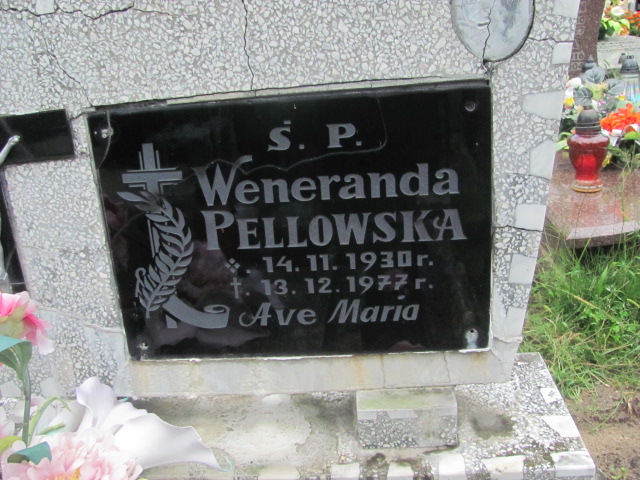 Ś. P.
Weneranda
PELLOWSKA
*. 14. 11. 1930 r.
†. 13. 12. 1977 r.
Ave Maria